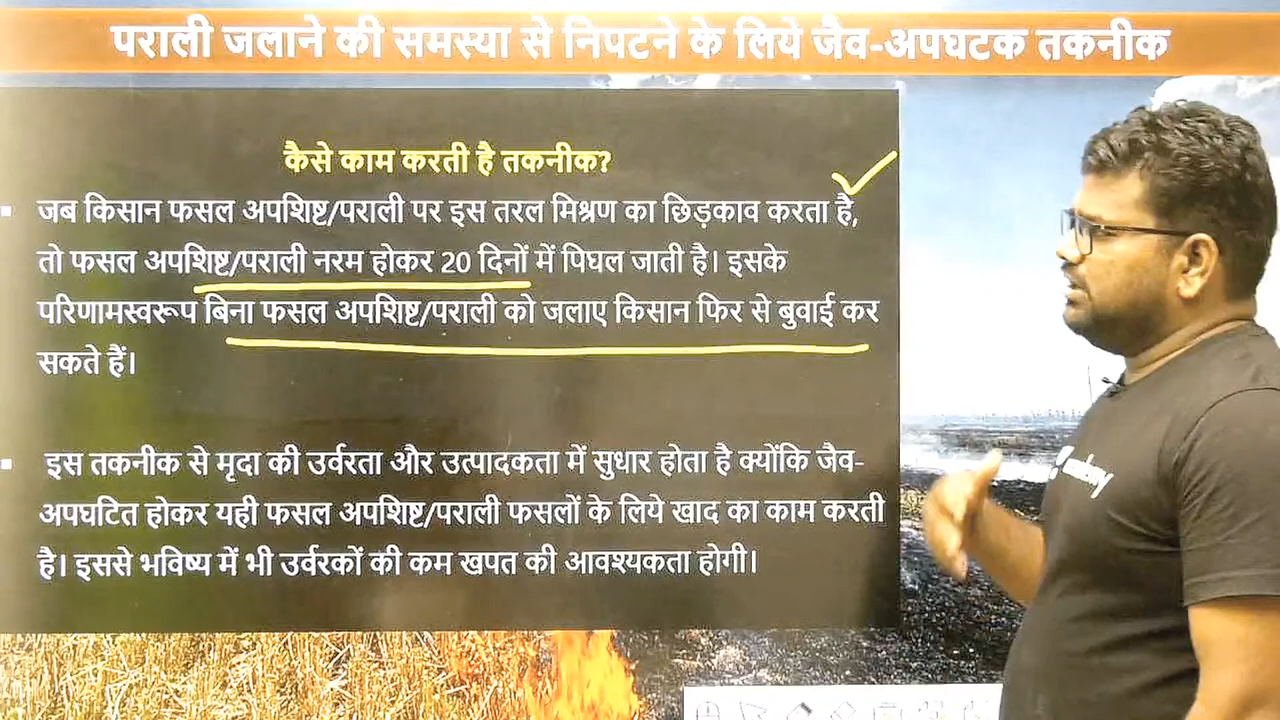 पराली जलाने की समस्या से निपटने के लिये जैव-अपघटक तकनीक
कैसे काम करती है तकनीक?
जब किसान फसल अपशिष्ट/पराली पर इस तरल मिश्रण का छिड़काव करता है,
तो फसल अपशिष्ट/पराली नरम होकर 20 दिनों में पिघल जाती है। इसके
परिणामस्वरूप बिना फसल अपशिष्ट/पराली को जलाए किसान फिर से बुवाई कर
सकते हैं।
इस तकनीक से मृदा की उर्वरता और उत्पादकता में सुधार होता है क्योंकि जैव-
अपघटित होकर यही फसल अपशिष्ट/पराली फसलों के लिये खाद का काम करती
है। इससे भविष्य में भी उर्वरकों की कम खपत की आवश्यकता होगी।